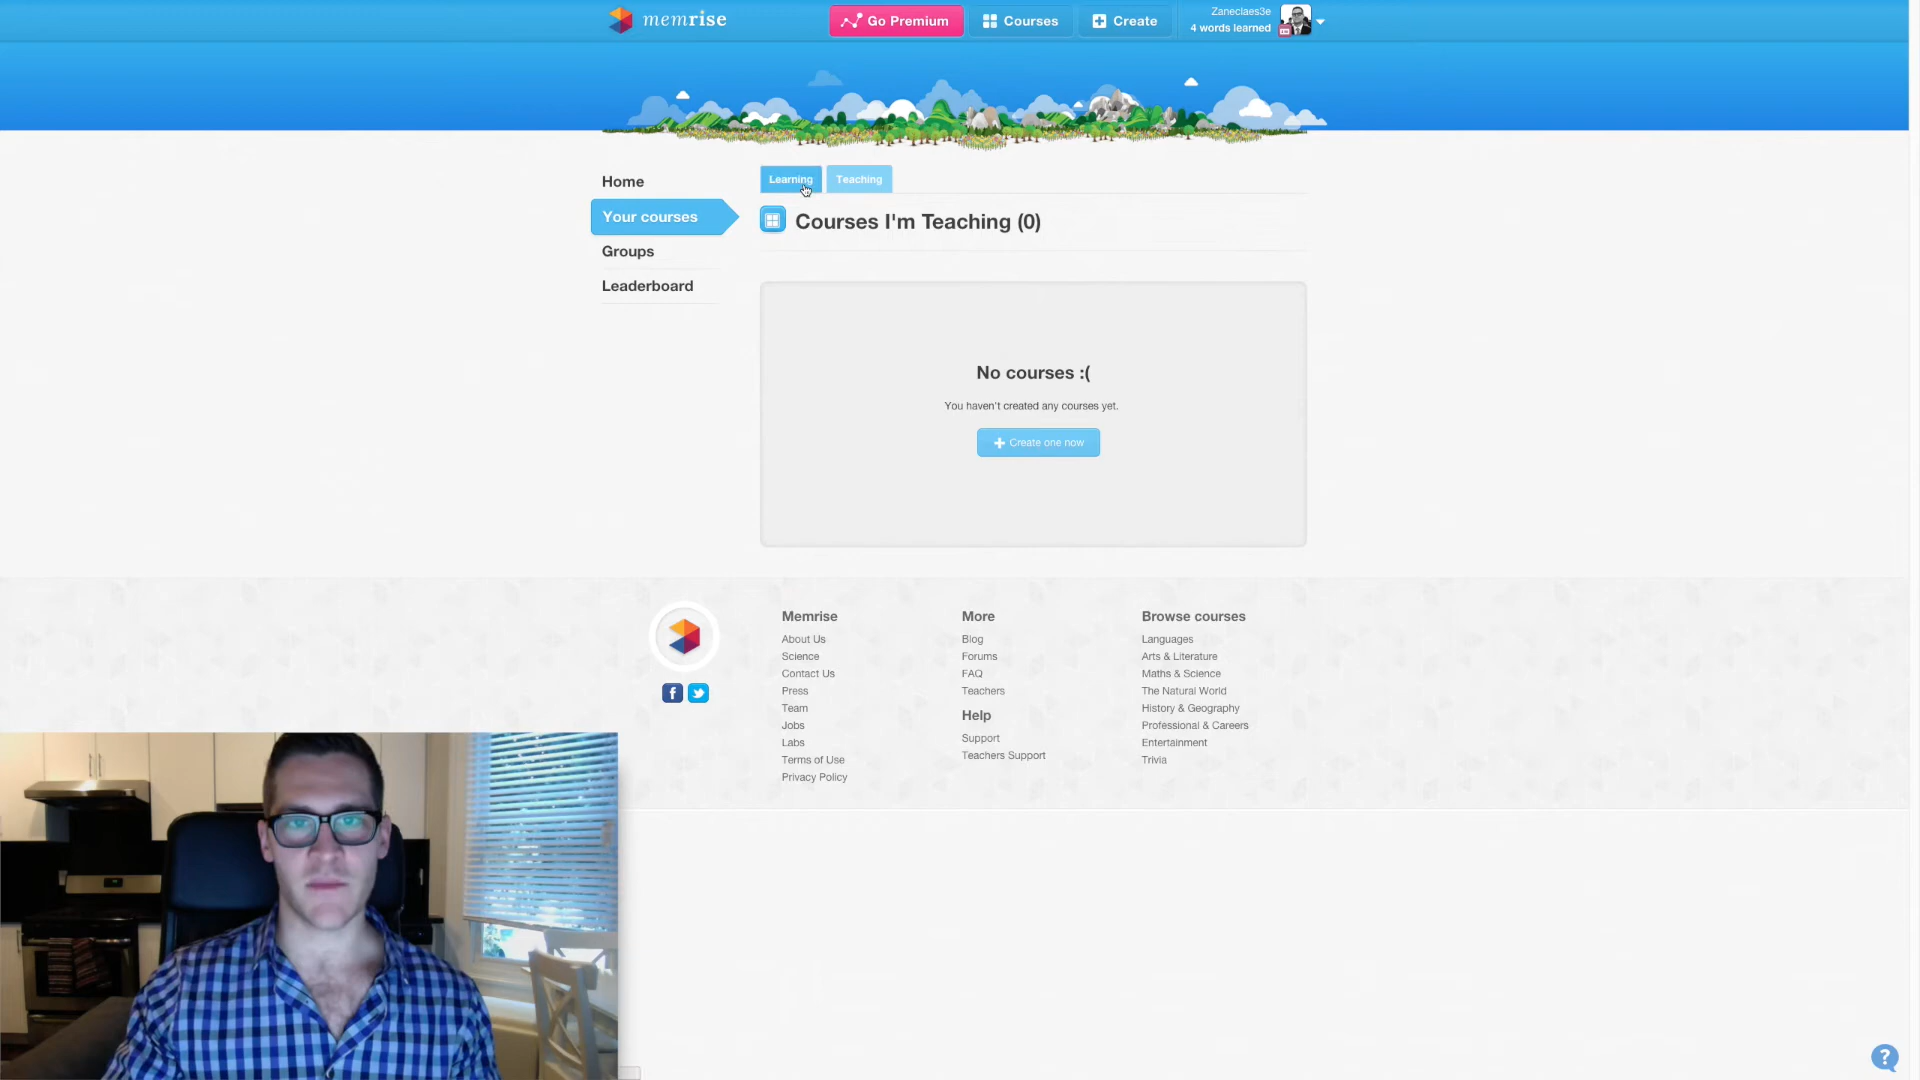 memrise
Go Premium
Courses
Create
Zaneclaes3e
4 words learned
Home
Your courses
Groups
Leaderboard
Learning
Teaching
Courses I'm Teaching (0)
No courses :(
You haven't created any courses yet.
Create one now
Memrise
About Us
Science
Contact Us
Press
Team
Jobs
Labs
Terms of Use
Privacy Policy
More
Blog
Forums
FAQ
Teachers
Help
Support
Teachers Support
Browse courses
Languages
Arts & Literature
Maths & Science
The Natural World
History & Geography
Professional & Careers
Entertainment
Trivia